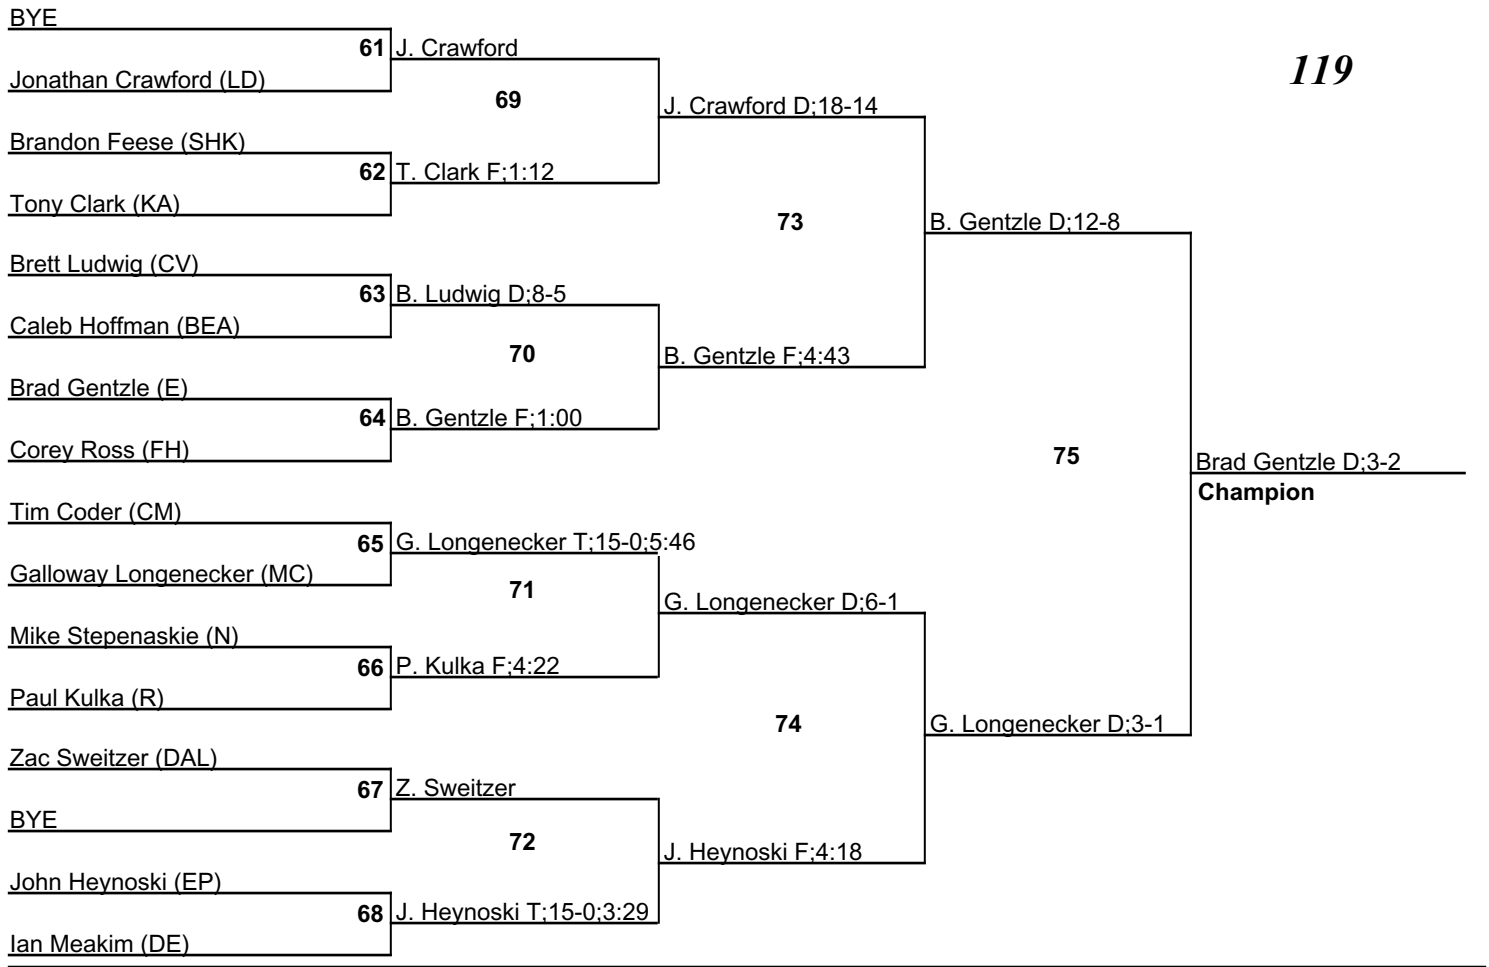 BYE
61 J. Crawford
119
Jonathan Crawford (LD)
69
J. Crawford D;18-14
Brandon Feese (SHK)
62 T. Clark F;1:12
Tony Clark (KA)
73
B. Gentzle D;12-8
Brett Ludwig (CV)
63 B. Ludwig D;8-5
Caleb Hoffman (BEA)
70
B. Gentzle F;4:43
Brad Gentzle (E)
64 B. Gentzle F;1:00
Corey Ross (FH)
75
Brad Gentzle D;3-2
Champion
Tim Coder (CM)
65 G. Longenecker T;15-0;5:46
Galloway Longenecker (MC)
71
G. Longenecker D;6-1
Mike Stepenaskie (N)
66 P. Kulka F;4:22
Paul Kulka (R)
74
G. Longenecker D;3-1
Zac Sweitzer (DAL)
67 Z. Sweitzer
BYE
72
J. Heynoski F;4:18
John Heynoski (EP)
68 J. Heynoski T;15-0;3:29
Ian Meakim (DE)